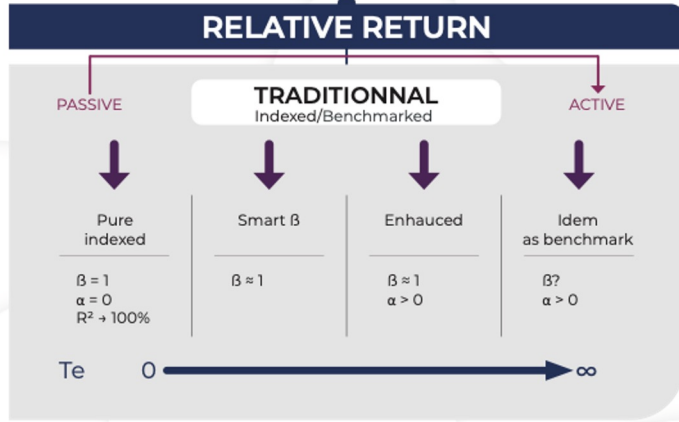 RELATIVE RETURN
PASSIVE
TRADITIONNAL
Indexed/Benchmarked
ACTIVE
Pure
indexed
Smart ß
Enhauced
Idem
as benchmark
ß = 1
α = 0
R² → 100%
ß ≈ 1
ß ≈ 1
α > 0
ß?
α > 0
Te 0 ∞